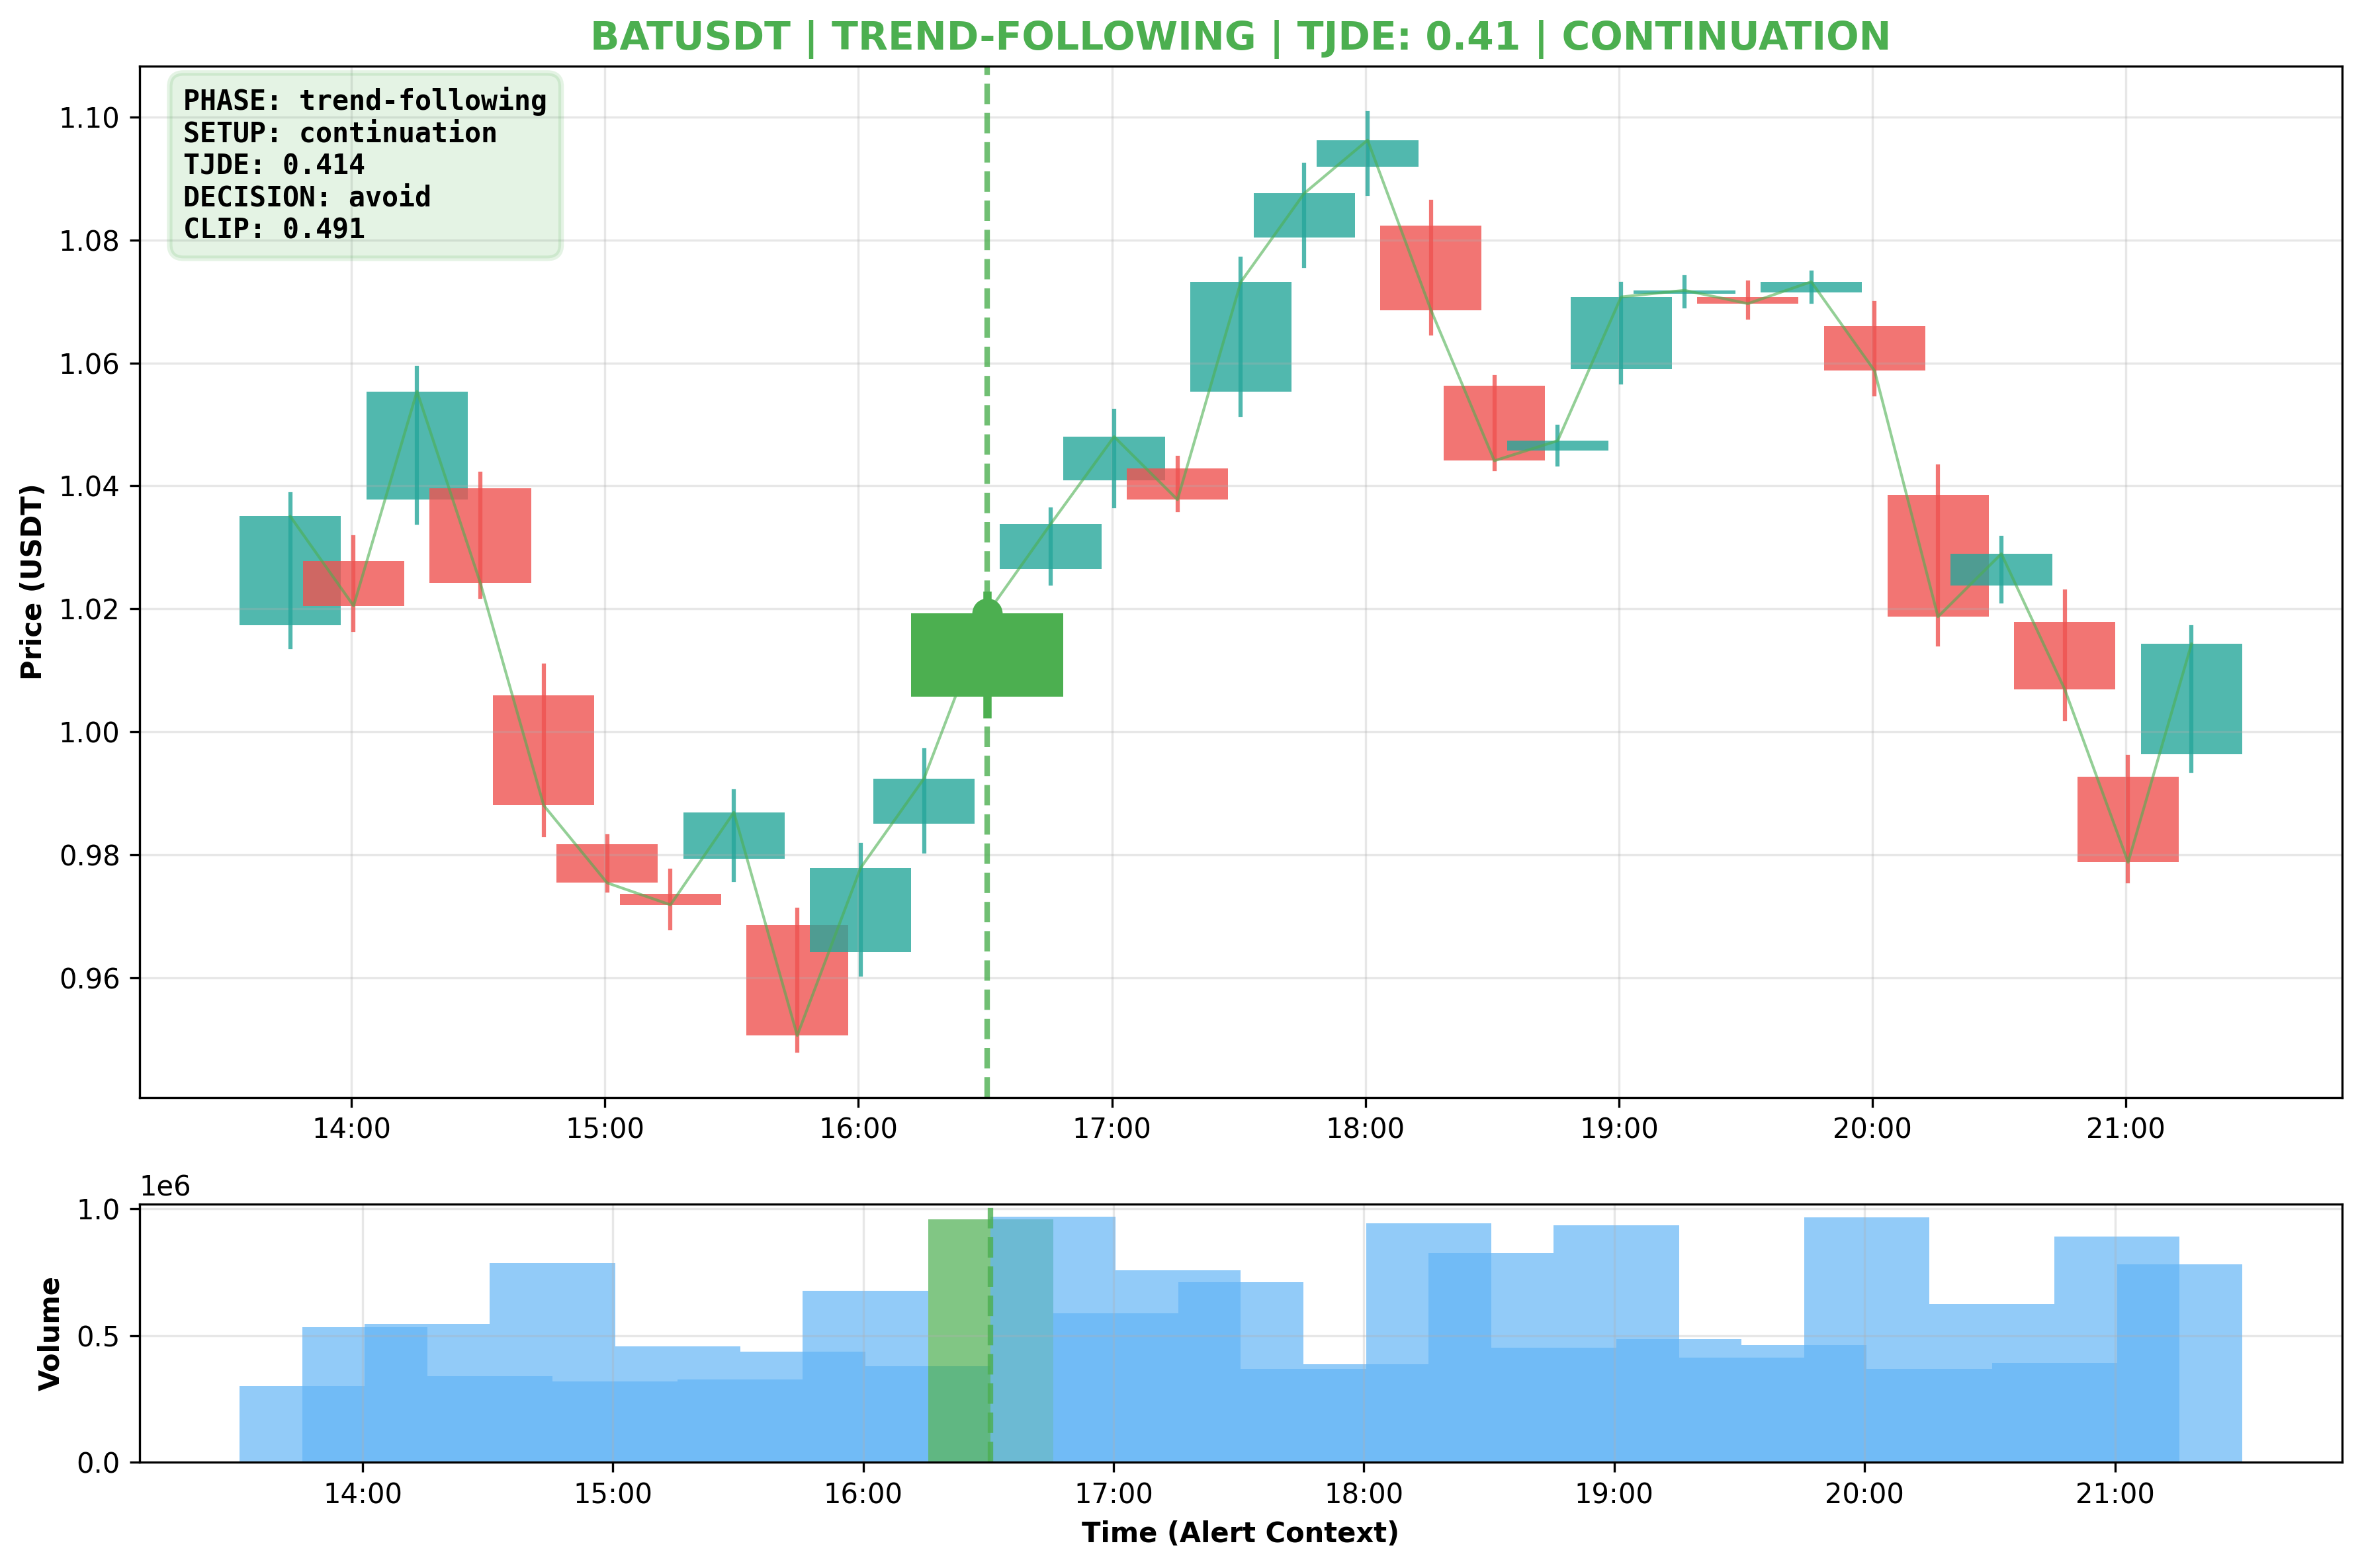 BATUSDT | TREND-FOLLOWING | TJDE: 0.41 | CONTINUATION
PHASE: trend-following
SETUP: continuation
TJDE: 0.414
DECISION: avoid
CLIP: 0.491
Price (USDT)
1.10
1.08
1.06
1.04
1.02
1.00
0.98
0.96
14:00 15:00 16:00 17:00 18:00 19:00 20:00 21:00
1e6
Volume
1.0
0.5
0.0
14:00 15:00 16:00 17:00 18:00 19:00 20:00 21:00
Time (Alert Context)